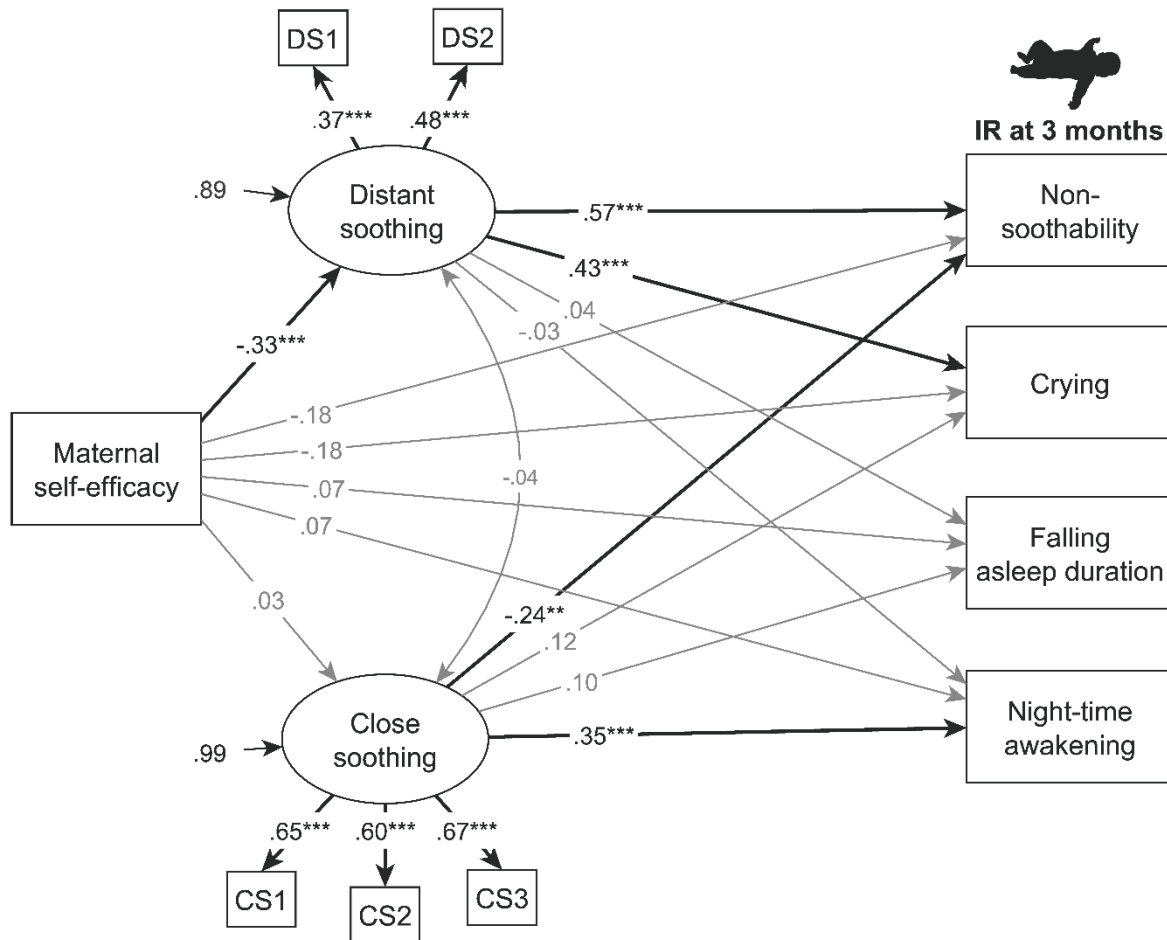 DS1
DS2
.37***
.48***
IR at 3 months
.89
Distant
soothing
.57***
Non-
soothability
.43***
.04
-.03
-.33***
Crying
-.18
-.18
-.04
Maternal
self-efficacy
.07
.07
Falling
asleep duration
.03
-.24**
.12
.10
.99
Close
soothing
.35***
Night-time
awakening
.65***
.60***
.67***
CS1
CS2
CS3